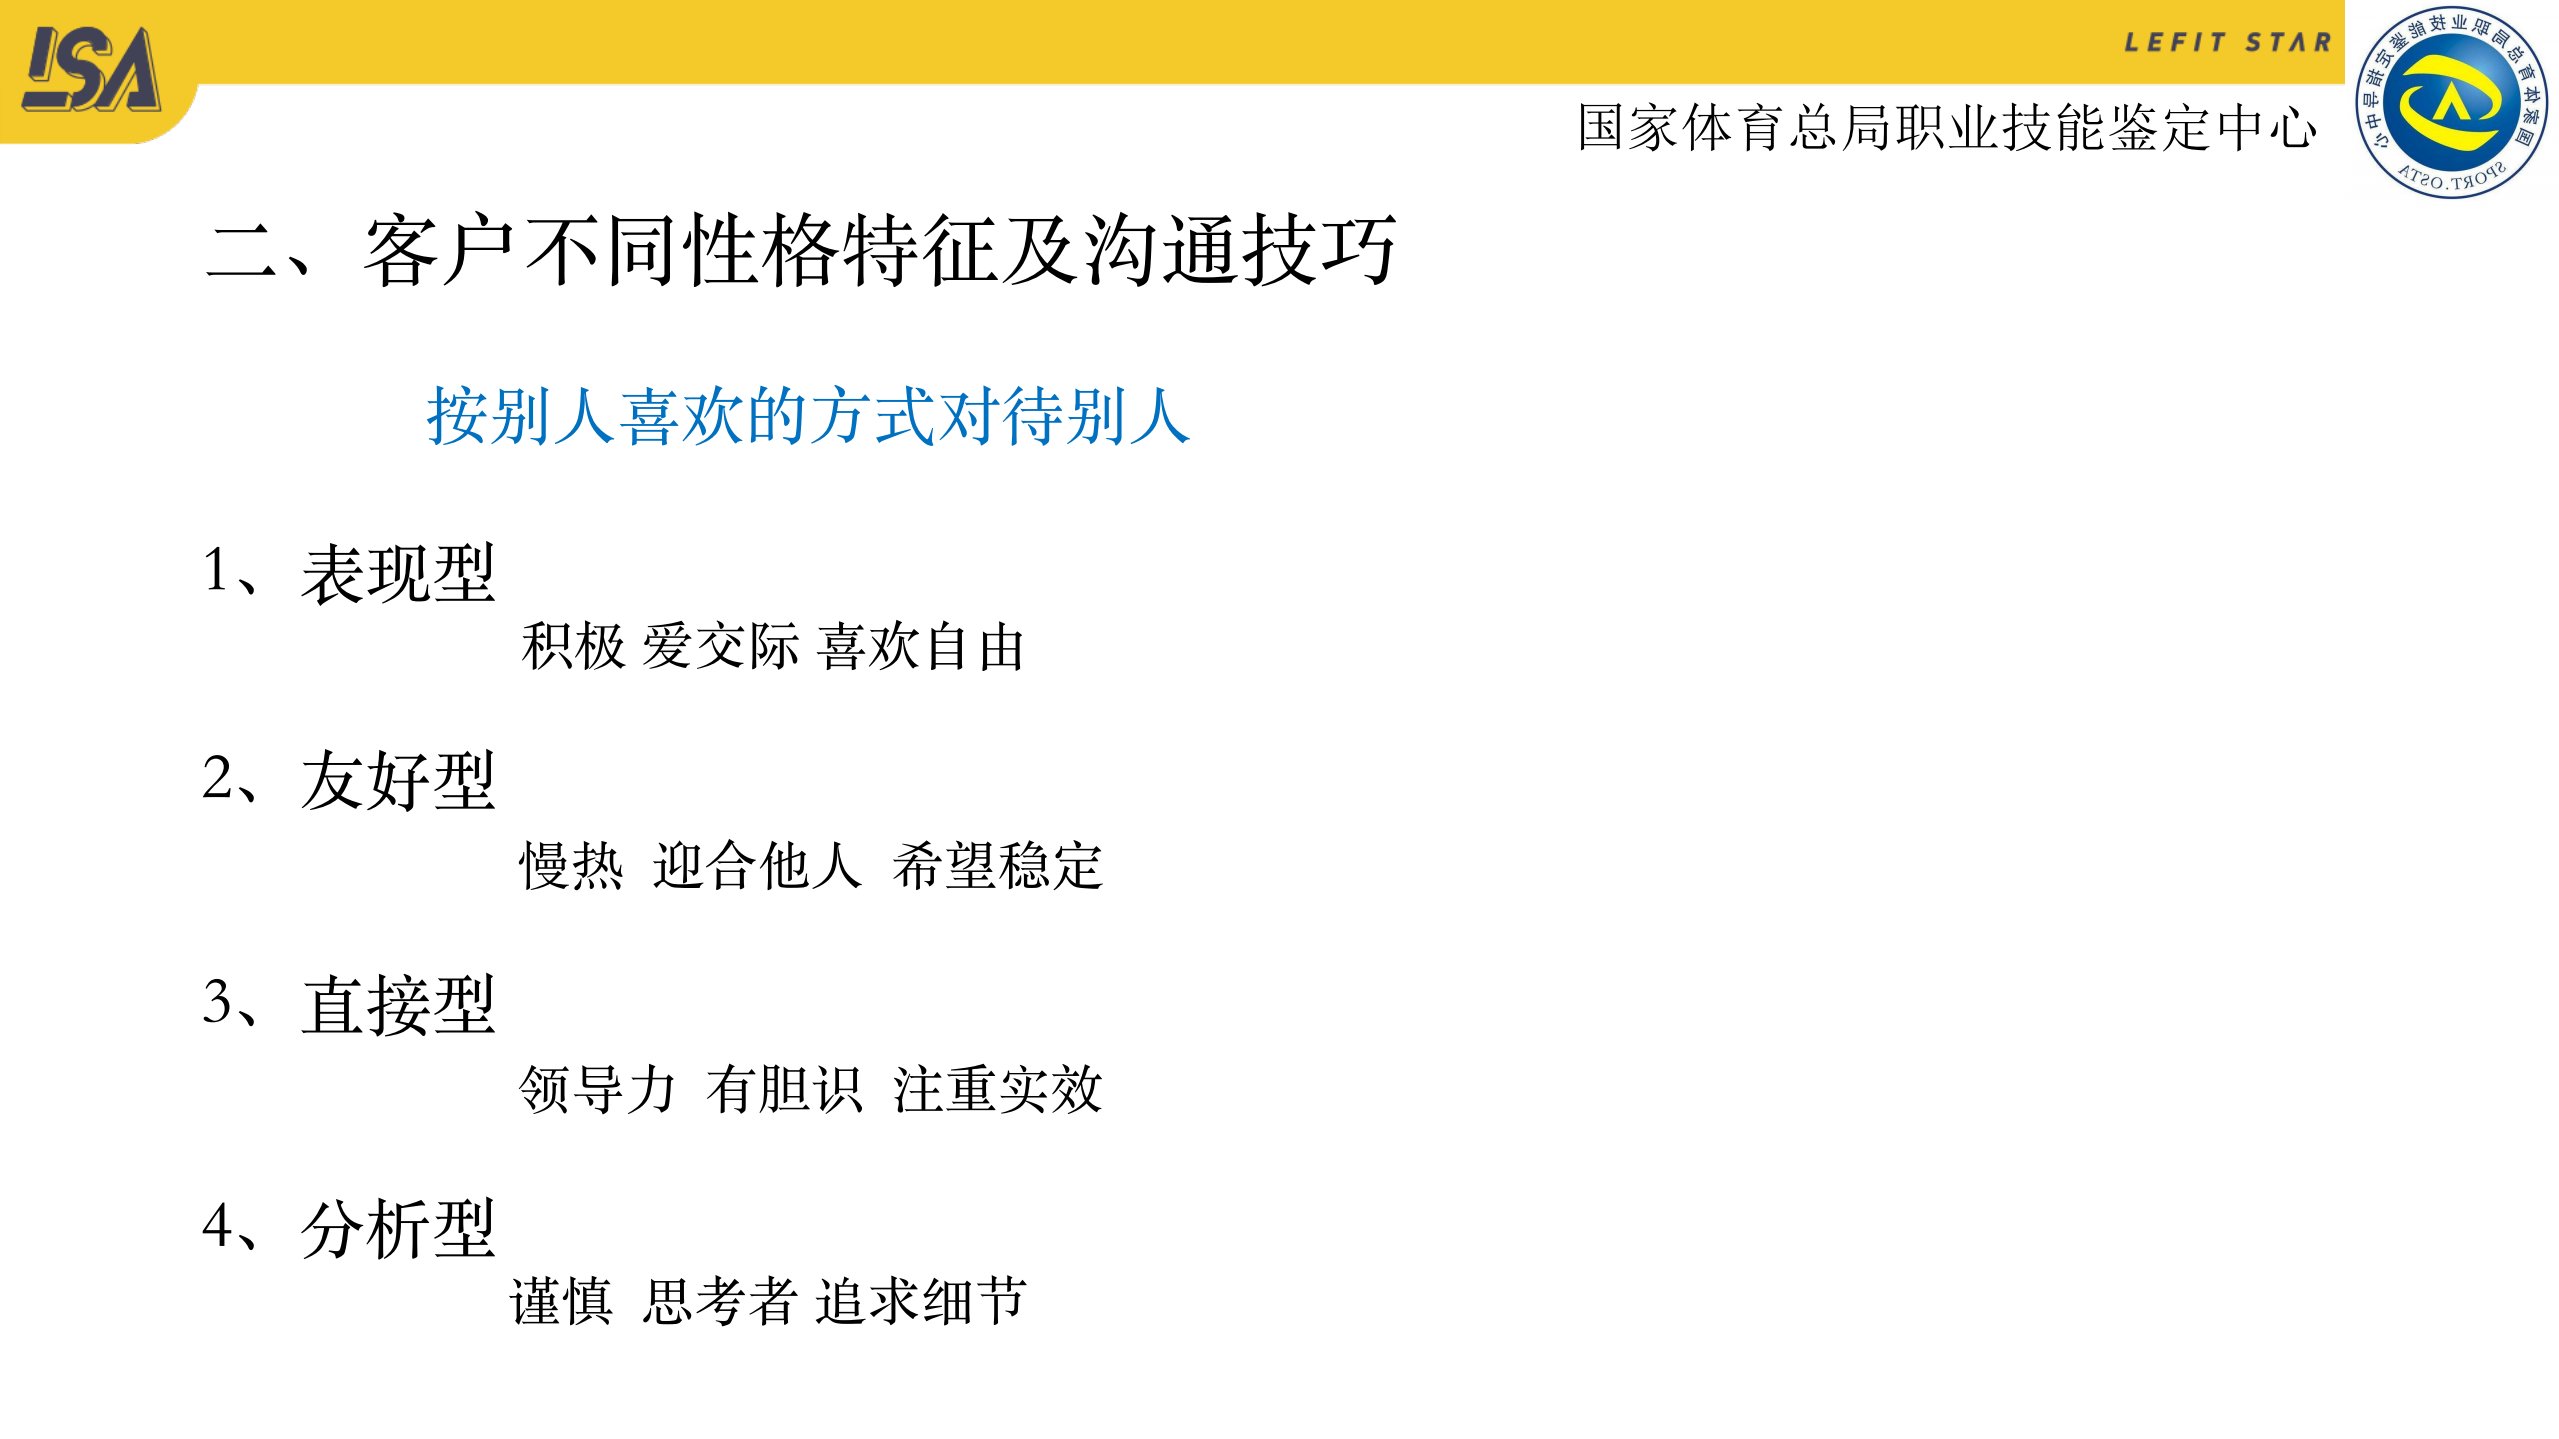 LSA
LEFIT STAR
国家体育总局职业技能鉴定中心
国家体育总局职业技能鉴定指导中心
SPORT.OSTA
二、客户不同性格特征及沟通技巧
按别人喜欢的方式对待别人
1、表现型
积极 爱交际 喜欢自由
2、友好型
慢热 迎合他人 希望稳定
3、直接型
领导力 有胆识 注重实效
4、分析型
谨慎 思考者 追求细节